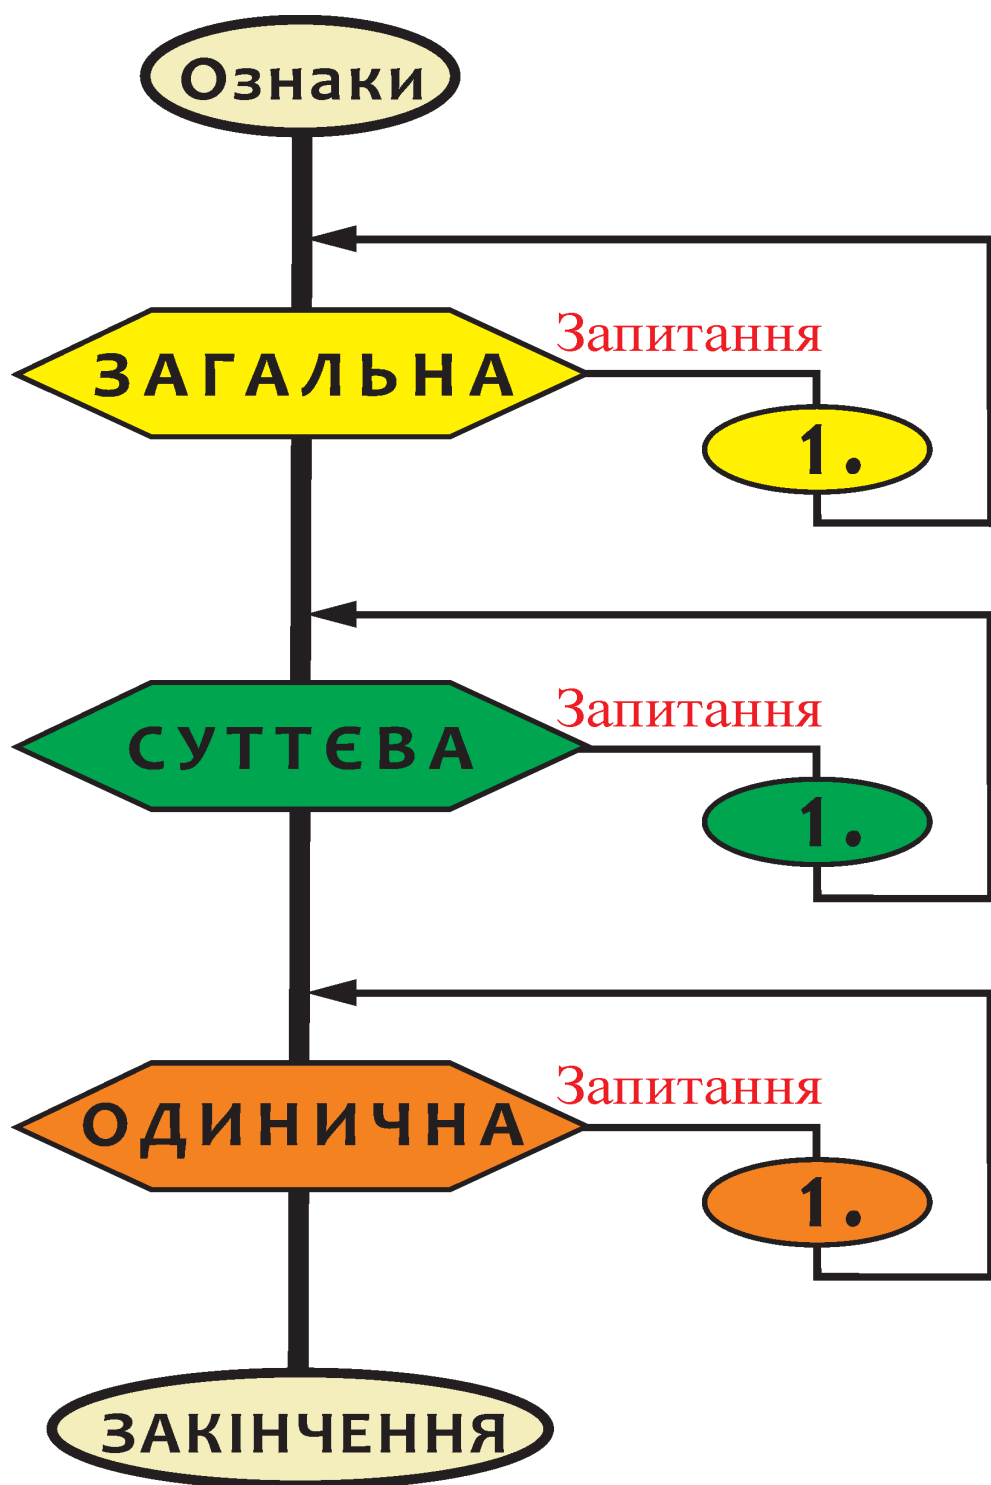 Ознаки
Запитання
ЗАГАЛЬНА
1.
Запитання
СУТТЄВА
1.
Запитання
ОДИНИЧНА
1.
ЗАКІНЧЕННЯ